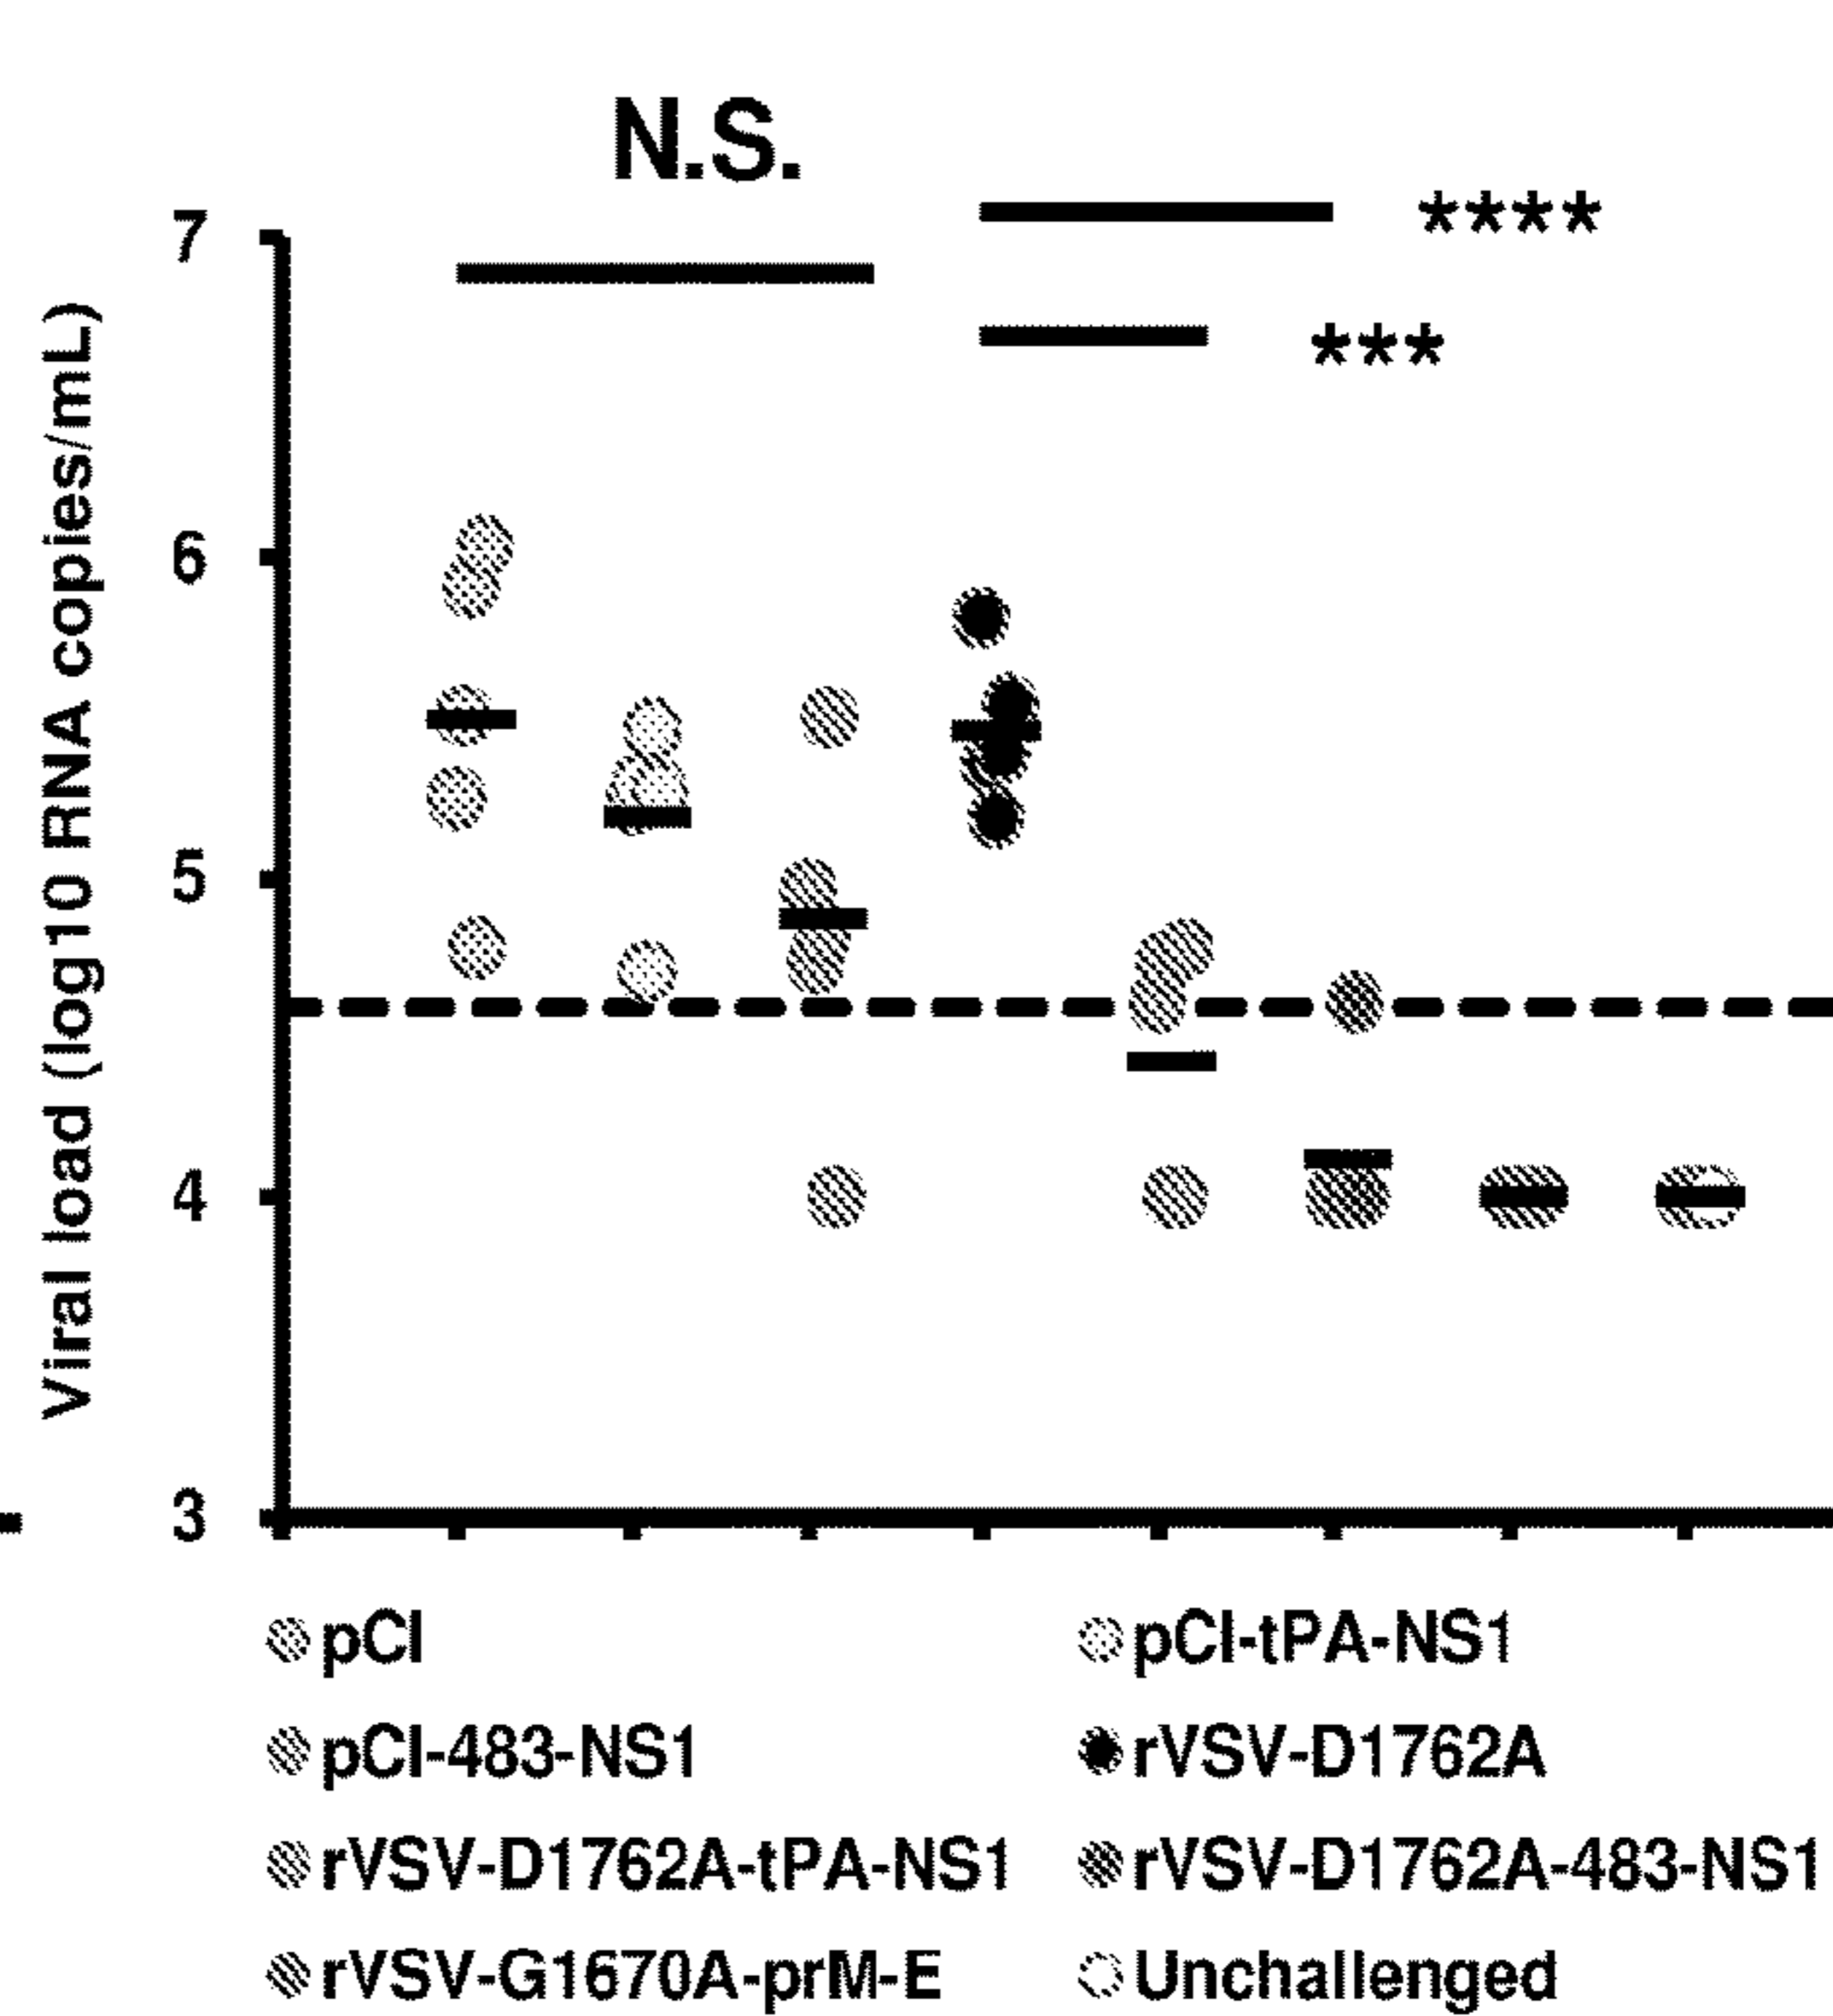 N.S.
****
***
Viral load (log10 RNA copies/mL)
7
6
5
4
3
pCI
pCI-tPA-NS1
pCI-483-NS1
rVSV-D1762A
rVSV-D1762A-tPA-NS1
rVSV-D1762A-483-NS1
rVSV-G1670A-prM-E
Unchallenged